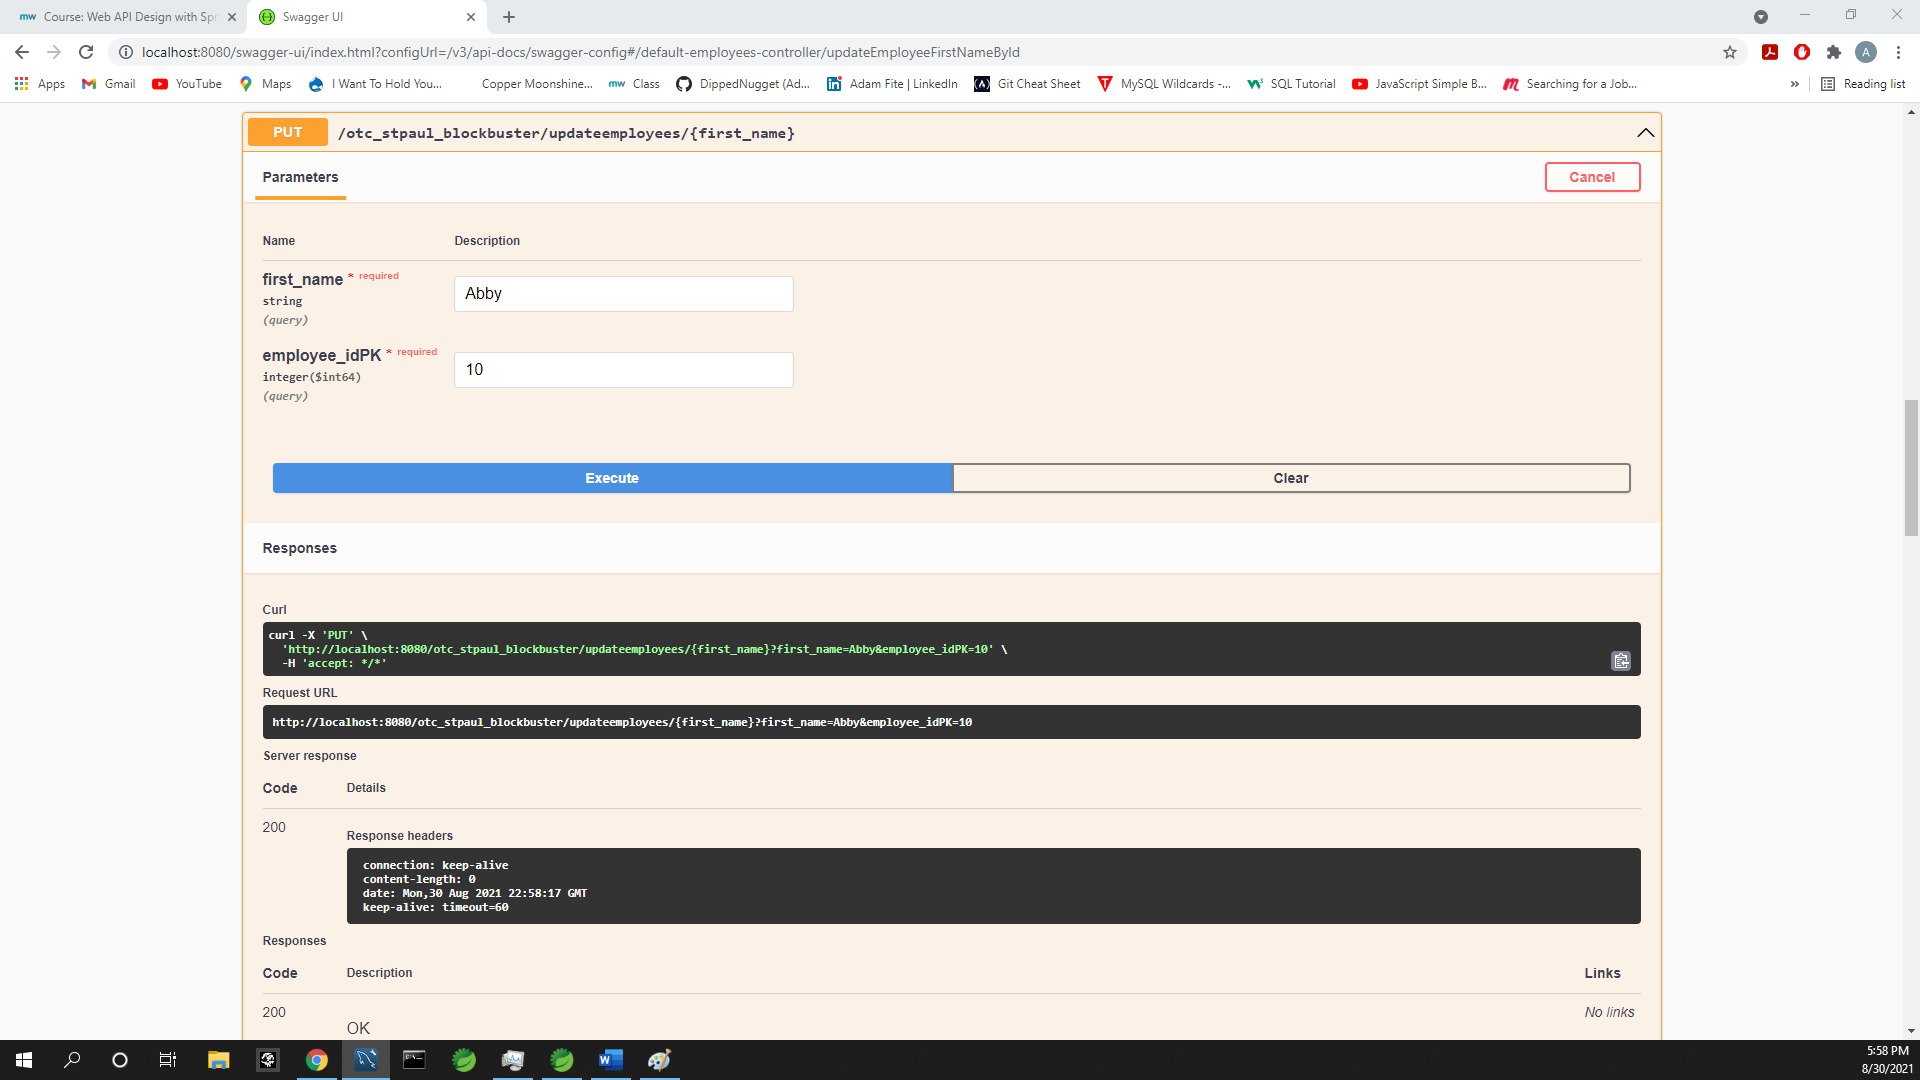 Course: Web API Design with Spr
Swagger UI
localhost:8080/swagger-ui/index.html?configUrl=/v3/api-docs/swagger-config#/default-employees-controller/updateEmployeeFirstNameById
A
Apps
Gmail
YouTube
Maps
I Want To Hold You...
Copper Moonshine...
mw Class
DippedNugget (Ad...
Adam Fite | LinkedIn
Git Cheat Sheet
MySQL Wildcards -...
SQL Tutorial
JavaScript Simple B...
Searching for a Job...
»
Reading list
PUT /otc_stpaul_blockbuster/updateemployees/{first_name}
Parameters
Cancel
Name Description
first_name * required
string
(query)
Abby
employee_idPK * required
integer($int64)
(query)
10
Execute
Clear
Responses
Curl
curl -X 'PUT' \
'http://localhost:8080/otc_stpaul_blockbuster/updateemployees/{first_name}?first_name=Abby&employee_idPK=10' \
-H 'accept: */*'
Request URL
http://localhost:8080/otc_stpaul_blockbuster/updateemployees/{first_name}?first_name=Abby&employee_idPK=10
Server response
Code Details
200
Response headers
connection: keep-alive
content-length: 0
date: Mon,30 Aug 2021 22:58:17 GMT
keep-alive: timeout=60
Responses
Code Description Links
200
OK
No links
5:58 PM
8/30/2021